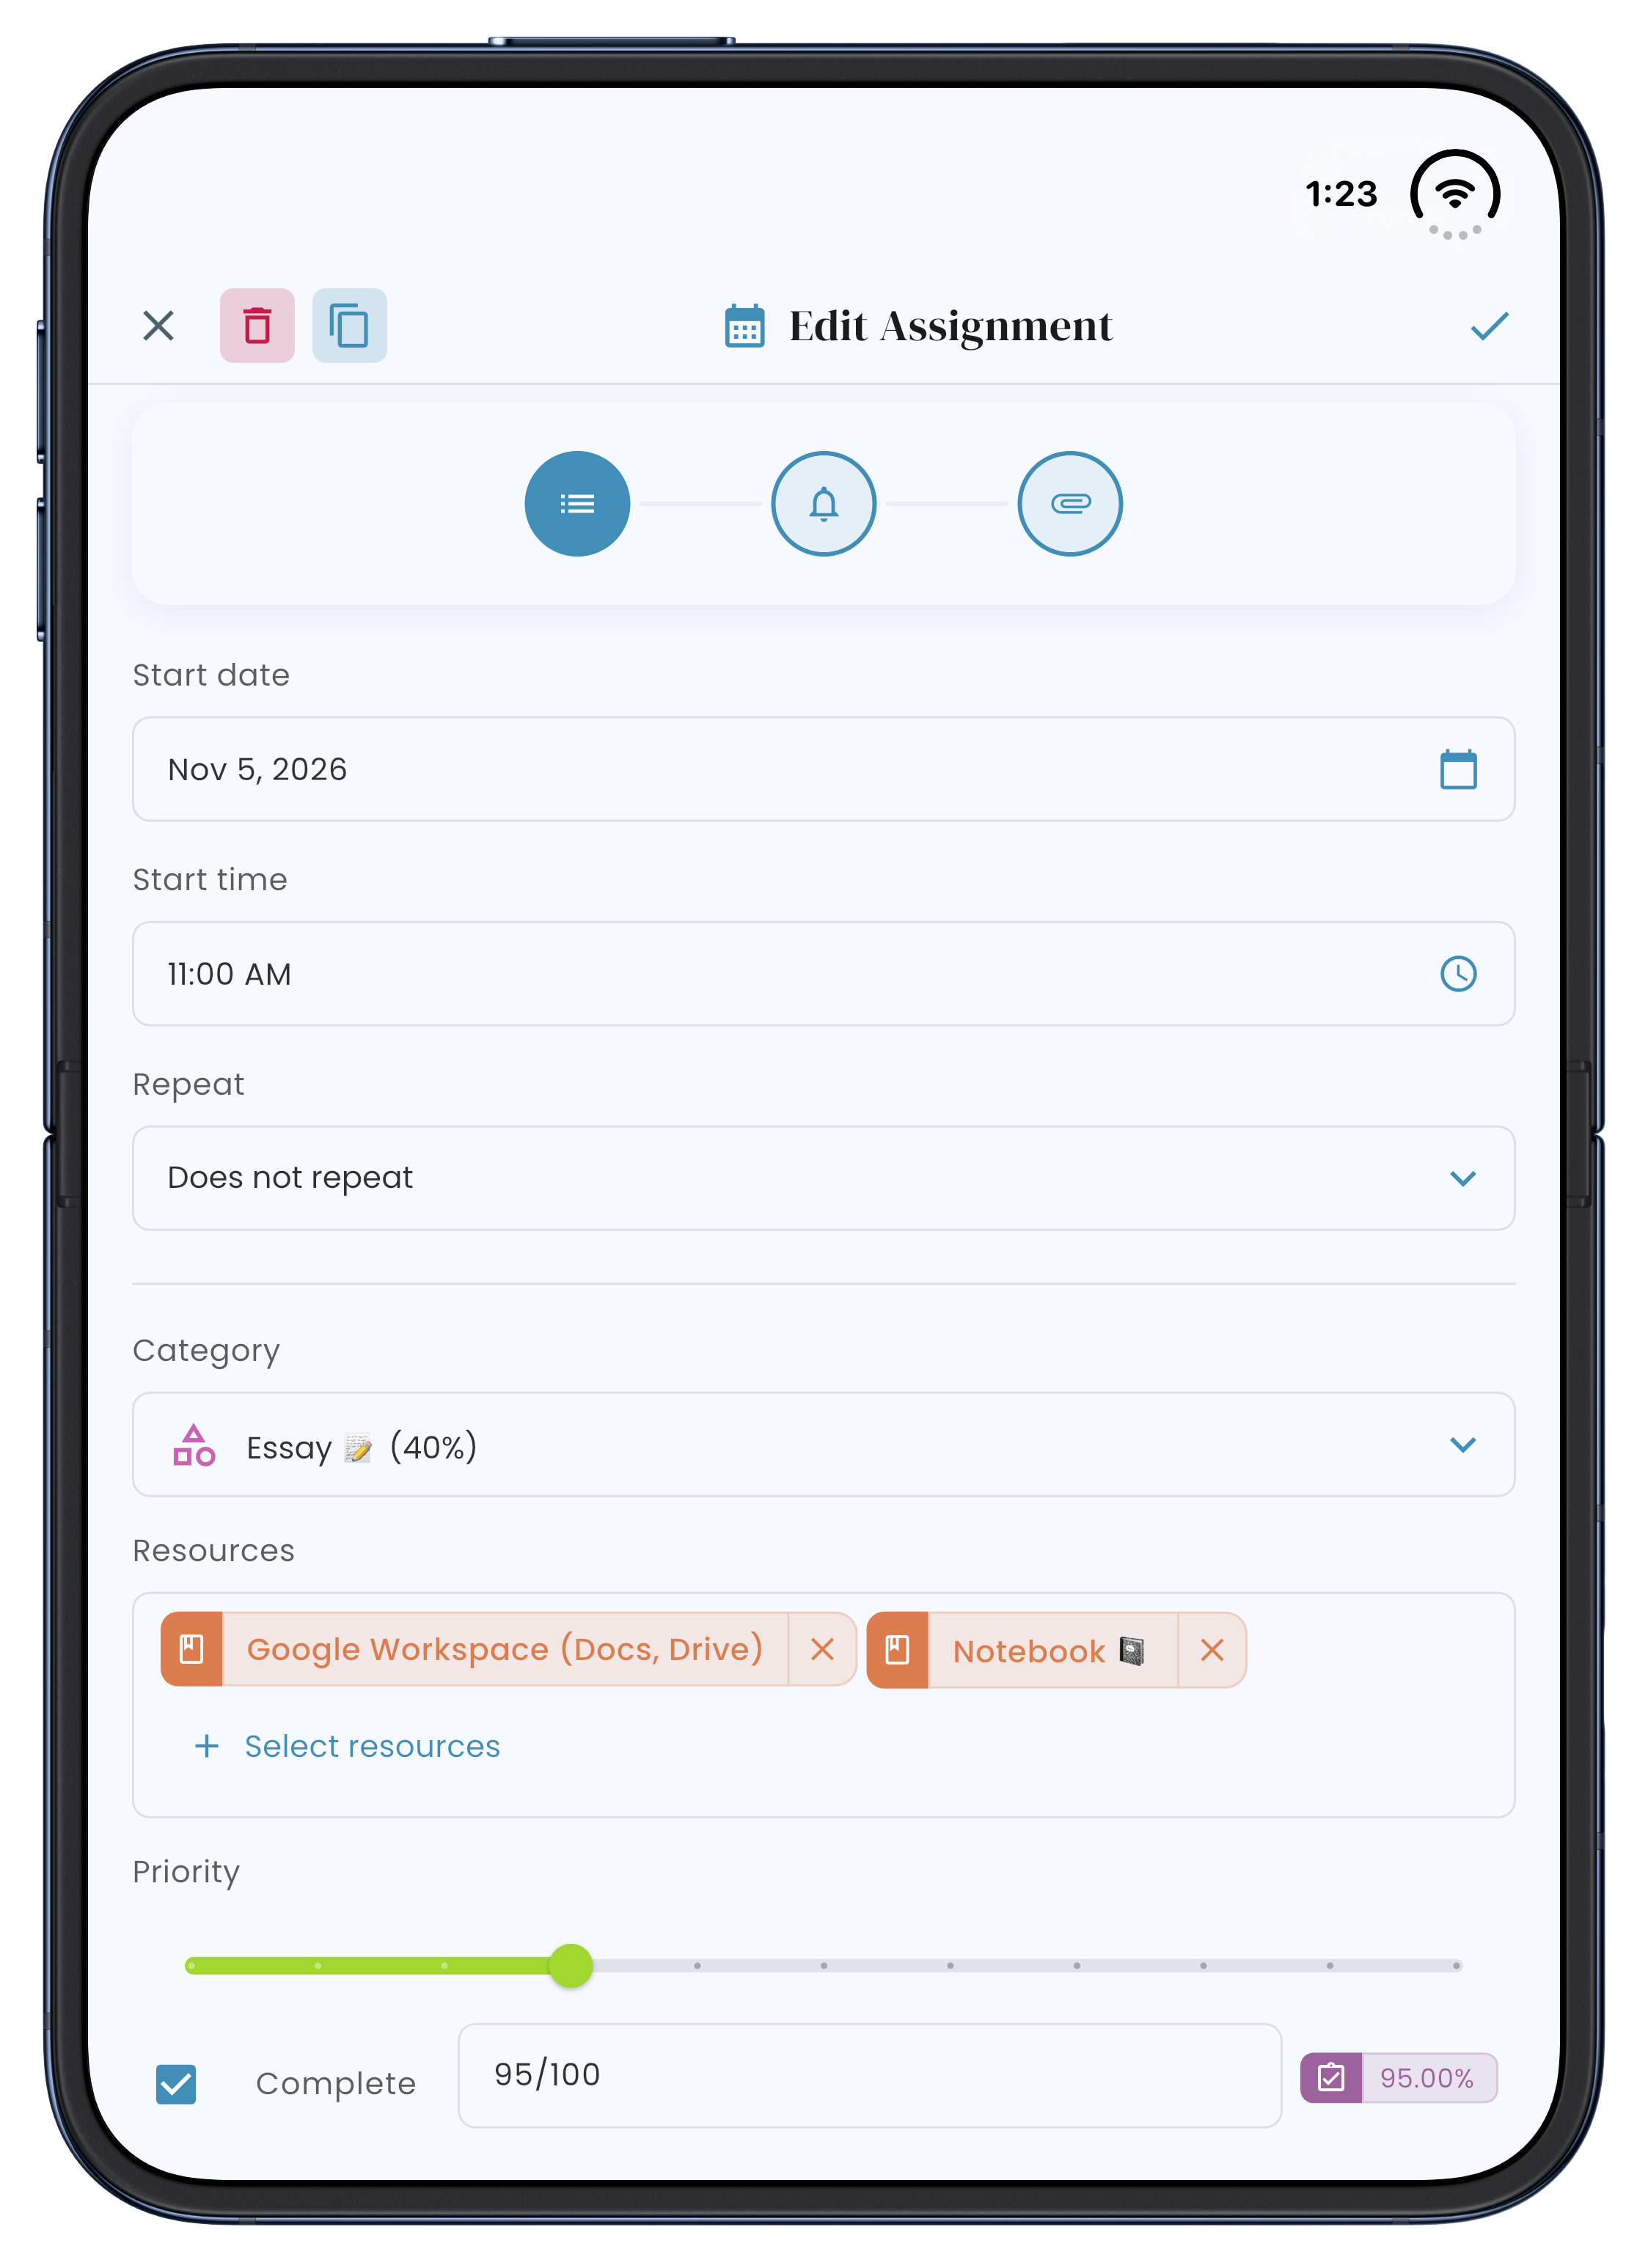 1:23
Edit Assignment
Start date
Nov 5, 2026
Start time
11:00 AM
Repeat
Does not repeat
Category
Essay 📝 (40%)
Resources
Google Workspace (Docs, Drive)
Notebook 📓
+ Select resources
Priority
Complete
95/100
95.00%